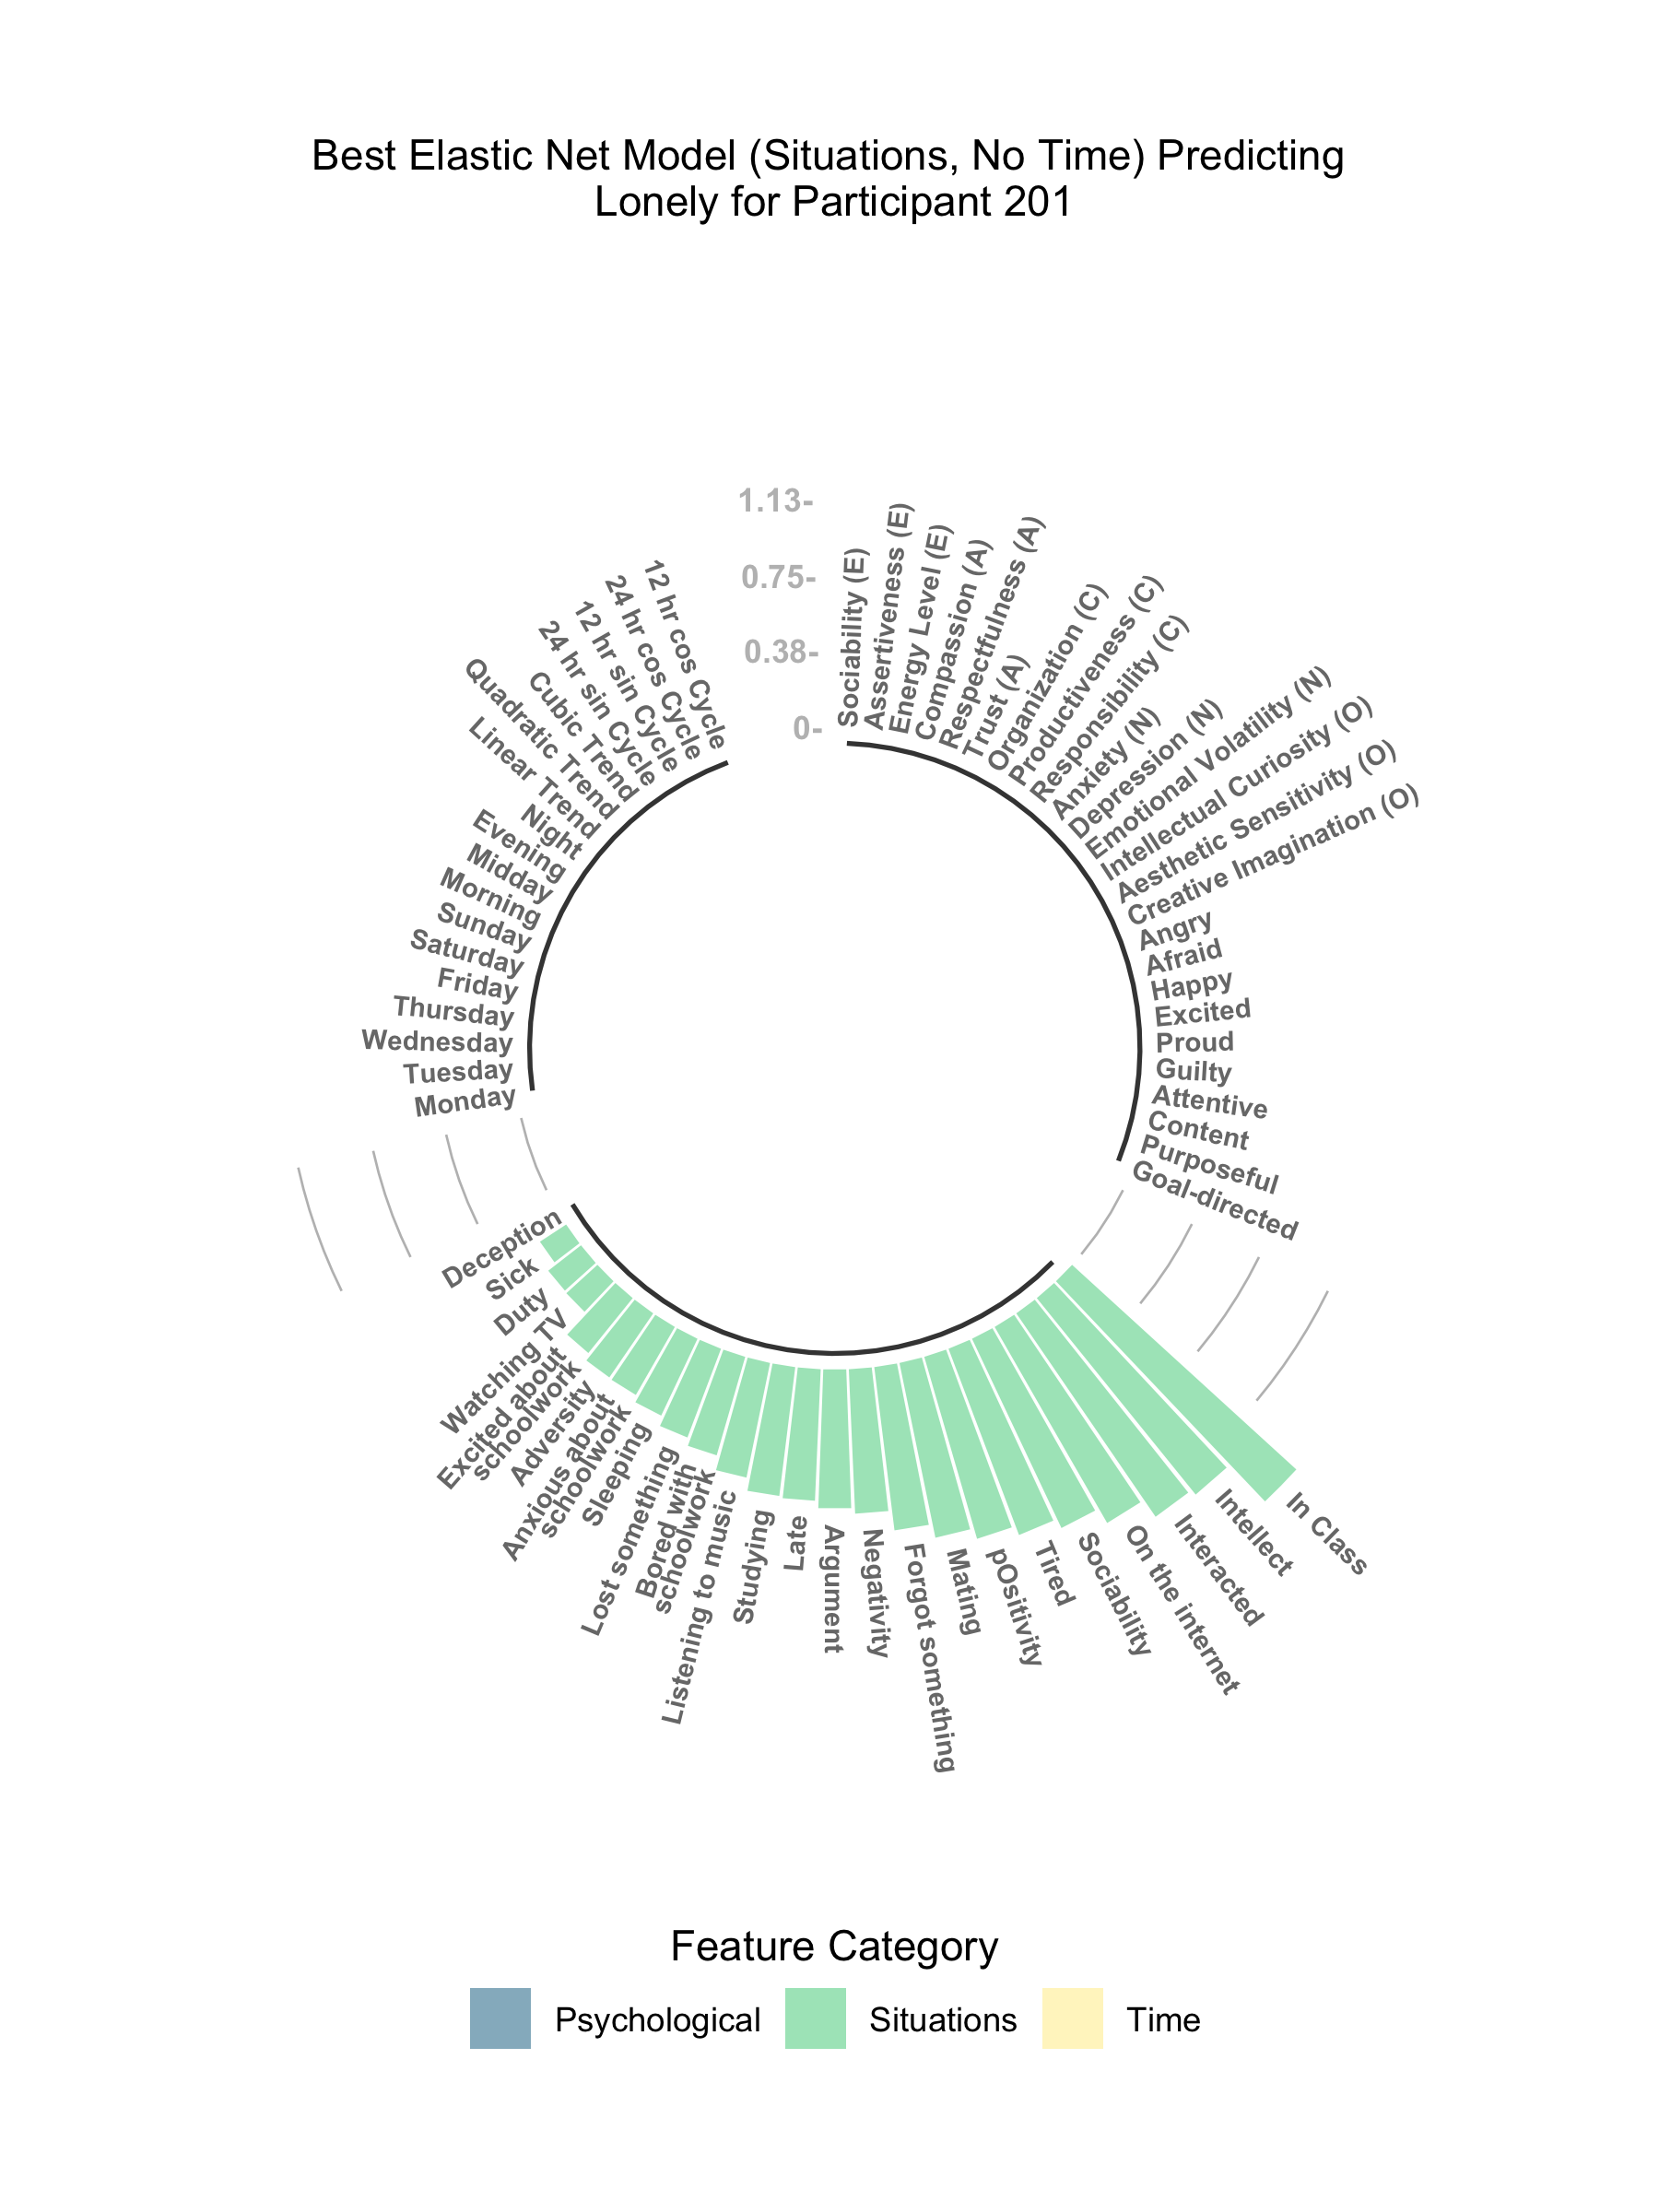 Best Elastic Net Model (Situations, No Time) Predicting
Lonely for Participant 201
1.13-
0.75-
0.38-
0-
Sociability (E)
Assertiveness (E)
Energy Level (E)
Compassion (A)
Respectfulness (A)
Trust (A)
Organization (C)
Productiveness (C)
Responsibility (C)
Anxiety (N)
Depression (N)
Emotional Volatility (N)
Intellectual Curiosity (O)
Aesthetic Sensitivity (O)
Creative Imagination (O)
Angry
Afraid
Happy
Excited
Proud
Guilty
Attentive
Content
Purposeful
Goal-directed
In Class
Intellect
Interacted
On the internet
Sociability
Tired
pOsitivity
Mating
Forgot something
Negativity
Argument
Late
Studying
Listening to music
Bored with
schoolwork
Lost something
Sleeping
Anxious about
schoolwork
Adversity
Excited about
schoolwork
Watching TV
Duty
Sick
Deception
Monday
Tuesday
Wednesday
Thursday
Friday
Saturday
Sunday
Morning
Midday
Evening
Night
Linear Trend
Quadratic Trend
Cubic Trend
24 hr sin Cycle
12 hr sin Cycle
24 hr cos Cycle
12 hr cos Cycle
Feature Category
Psychological
Situations
Time